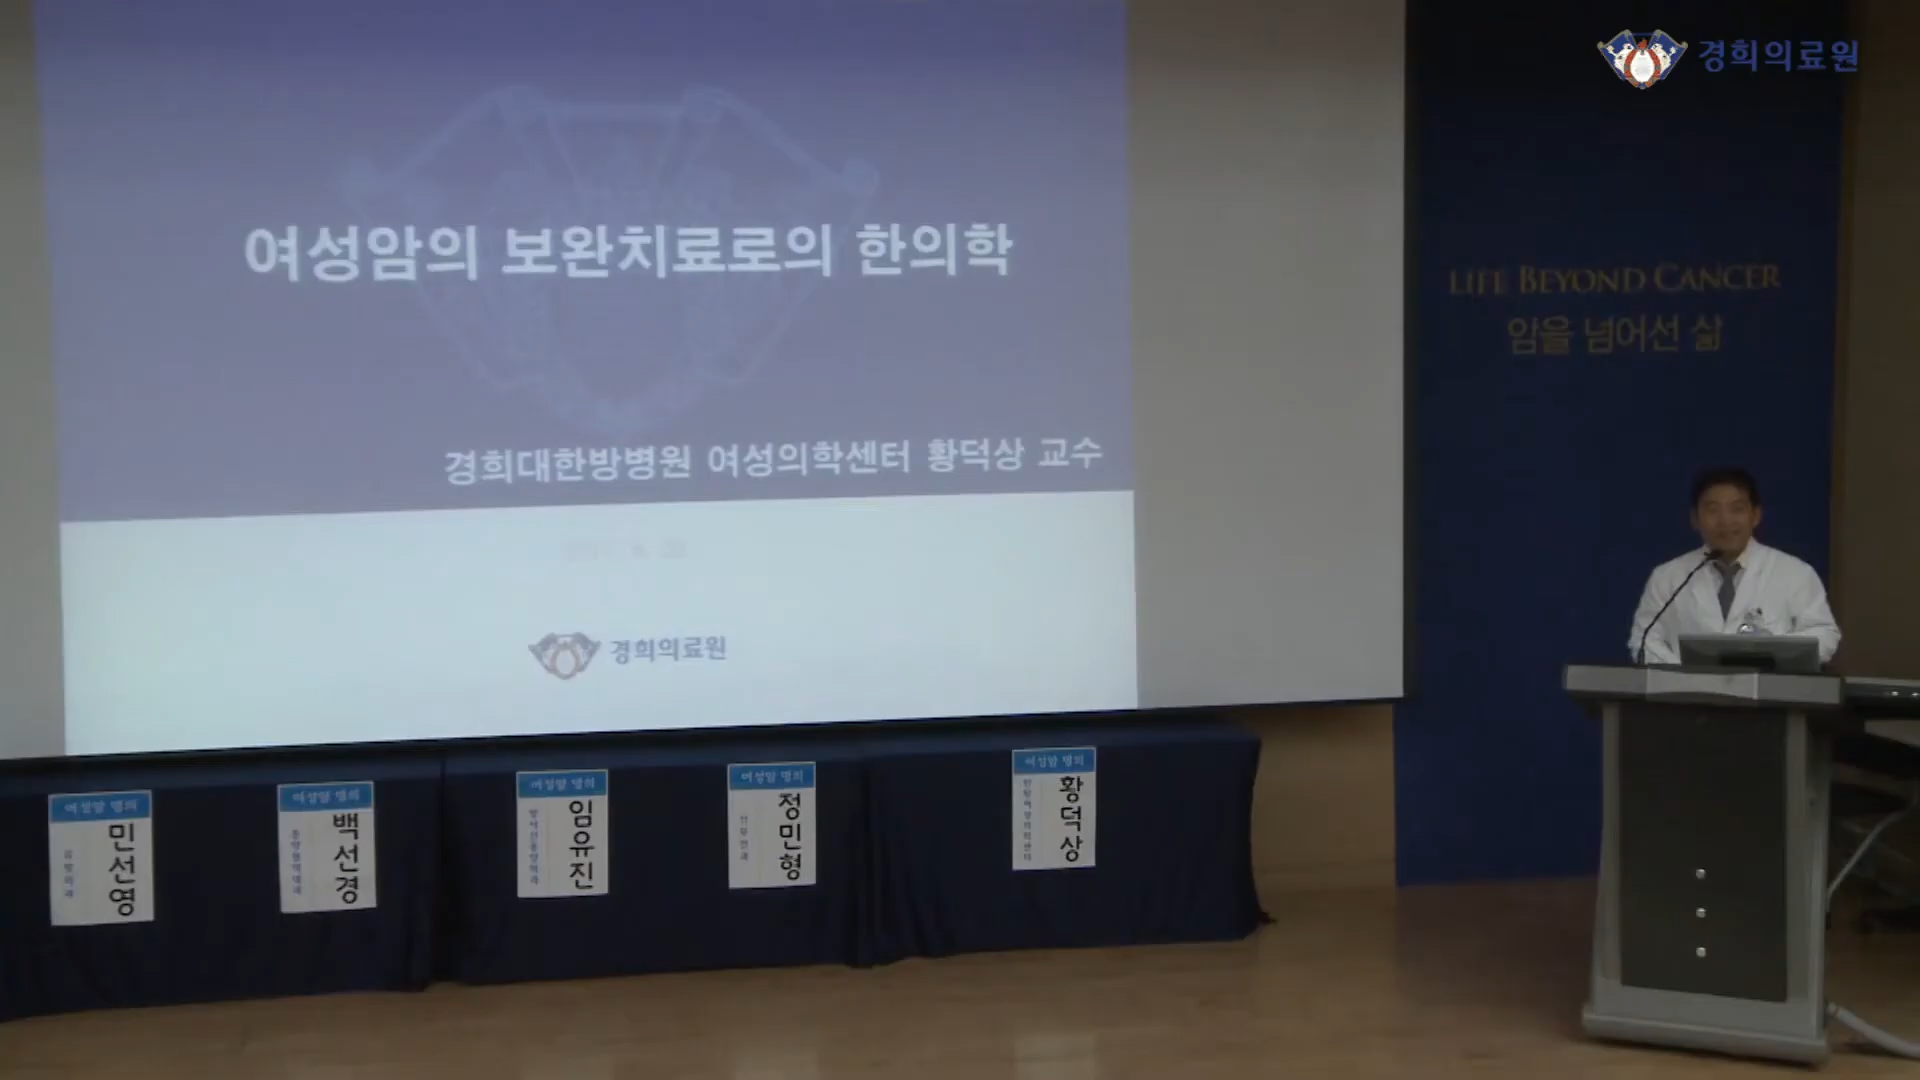 경희의료원
여성암의 보완치료로의 한의학
경희대한방병원 여성의학센터 황덕상 교수
경희의료원
LIFE BEYOND CANCER
암을 넘어선 삶
여성암 명의
민선영
여성암 명의
백선경
여성암 명의
임유진
여성암 명의
정민형
여성암 명의
황덕상